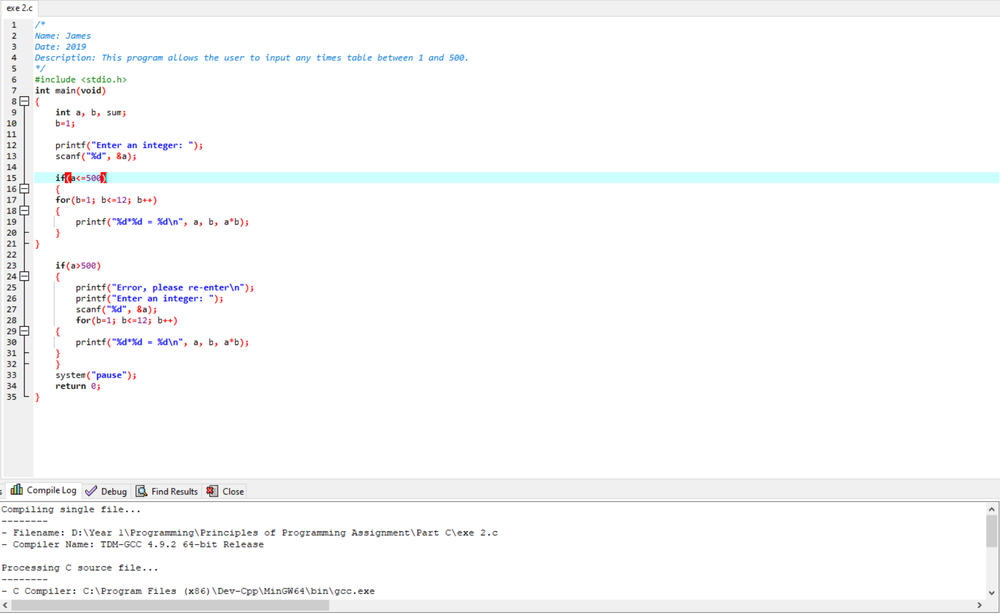 exe 2.c
1 /*
2 Name: James
3 Date: 2019
4 Description: This program allows the user to input any times table between 1 and 500.
5 */
6 #include <stdio.h>
7 int main(void)
8 {
9 int a, b, sum;
10 b=1;
11
12 printf("Enter an integer: ");
13 scanf("%d", &a);
14
15 if(a<=500)
16 {
17 for(b=1; b<=12; b++)
18 {
19 printf("%d*%d = %d\n", a, b, a*b);
20 }
21 }
22
23 if(a>500)
24 {
25 printf("Error, please re-enter\n");
26 printf("Enter an integer: ");
27 scanf("%d", &a);
28 for(b=1; b<=12; b++)
29 {
30 printf("%d*%d = %d\n", a, b, a*b);
31 }
32 }
33 system("pause");
34 return 0;
35 }
s Compile Log Debug Find Results Close
Compiling single file...
--------
- Filename: D:\Year 1\Programming\Principles of Programming Assignment\Part C\exe 2.c
- Compiler Name: TDM-GCC 4.9.2 64-bit Release
Processing C source file...
--------
- C Compiler: C:\Program Files (x86)\Dev-Cpp\MinGW64\bin\gcc.exe